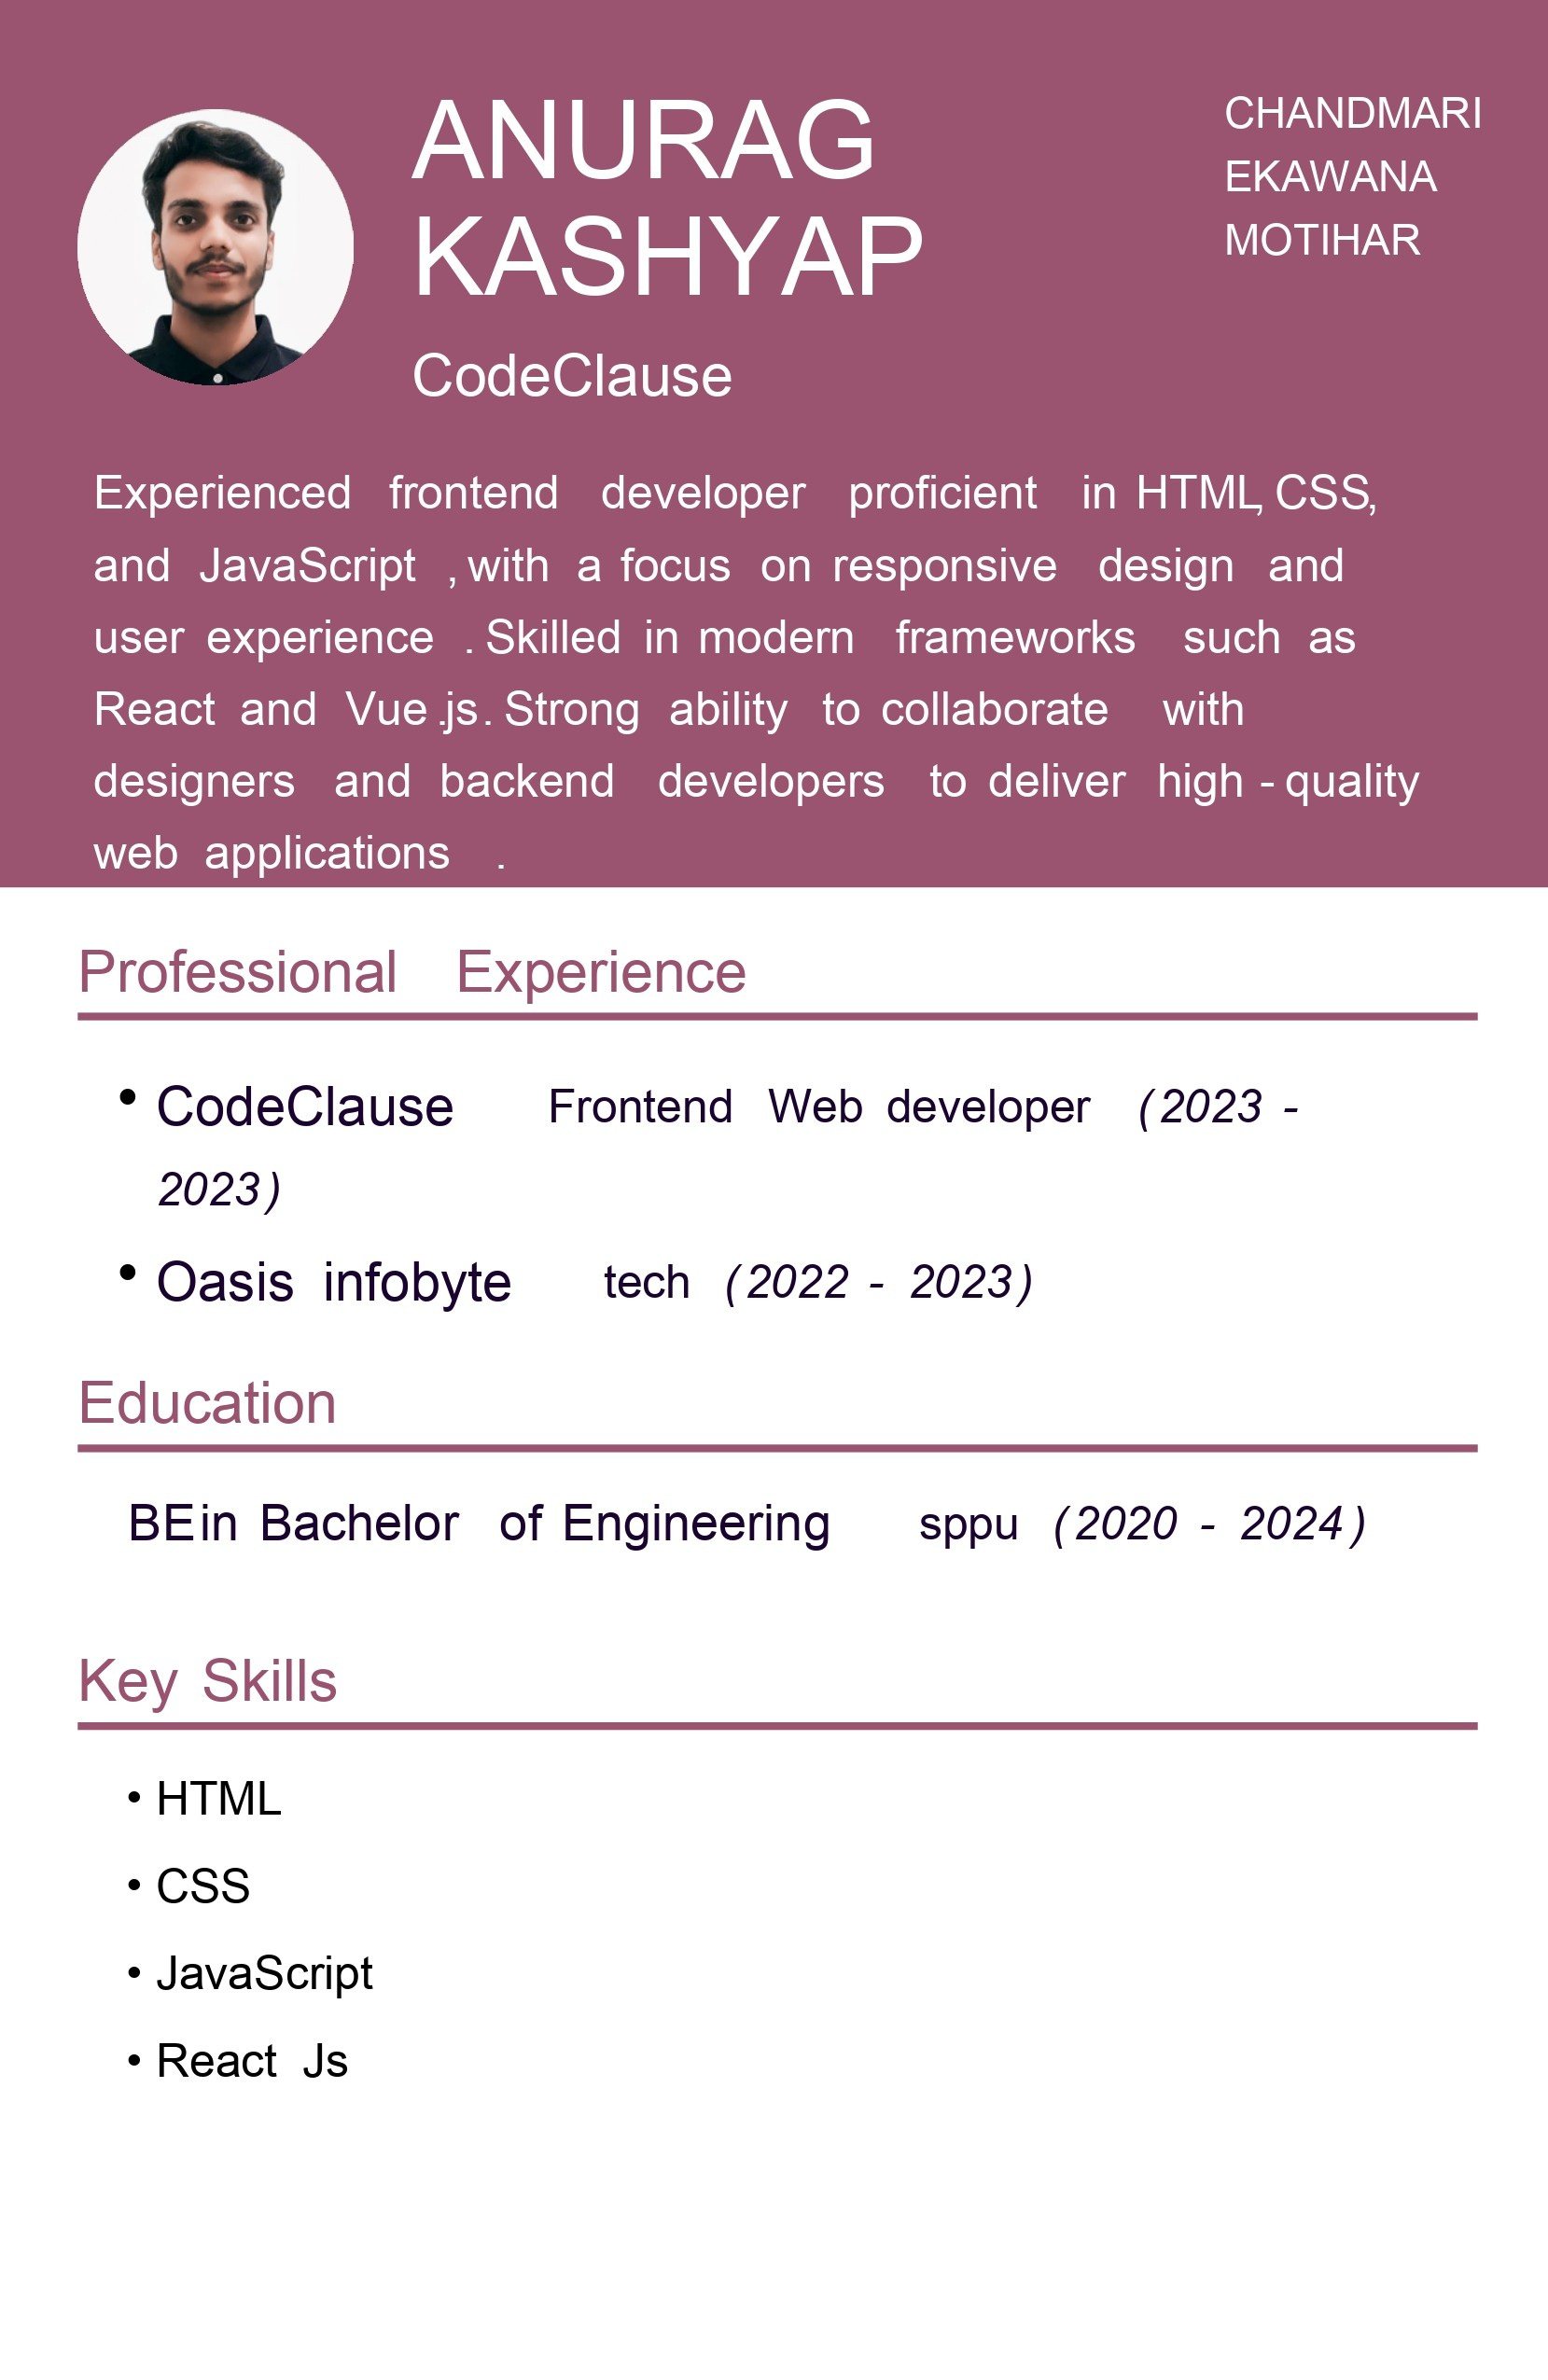 ANURAG
KASHYAP
CodeClause
CHANDMARI
EKAWANA
MOTIHAR
Experienced frontend developer proficient in HTML, CSS,
and JavaScript , with a focus on responsive design and
user experience . Skilled in modern frameworks such as
React and Vue .js. Strong ability to collaborate with
designers and backend developers to deliver high - quality
web applications .
Professional Experience
• CodeClause Frontend Web developer (2023 -
2023)
• Oasis infobyte tech (2022 - 2023)
Education
BE in Bachelor of Engineering sppu (2020 - 2024)
Key Skills
• HTML
• CSS
• JavaScript
• React Js